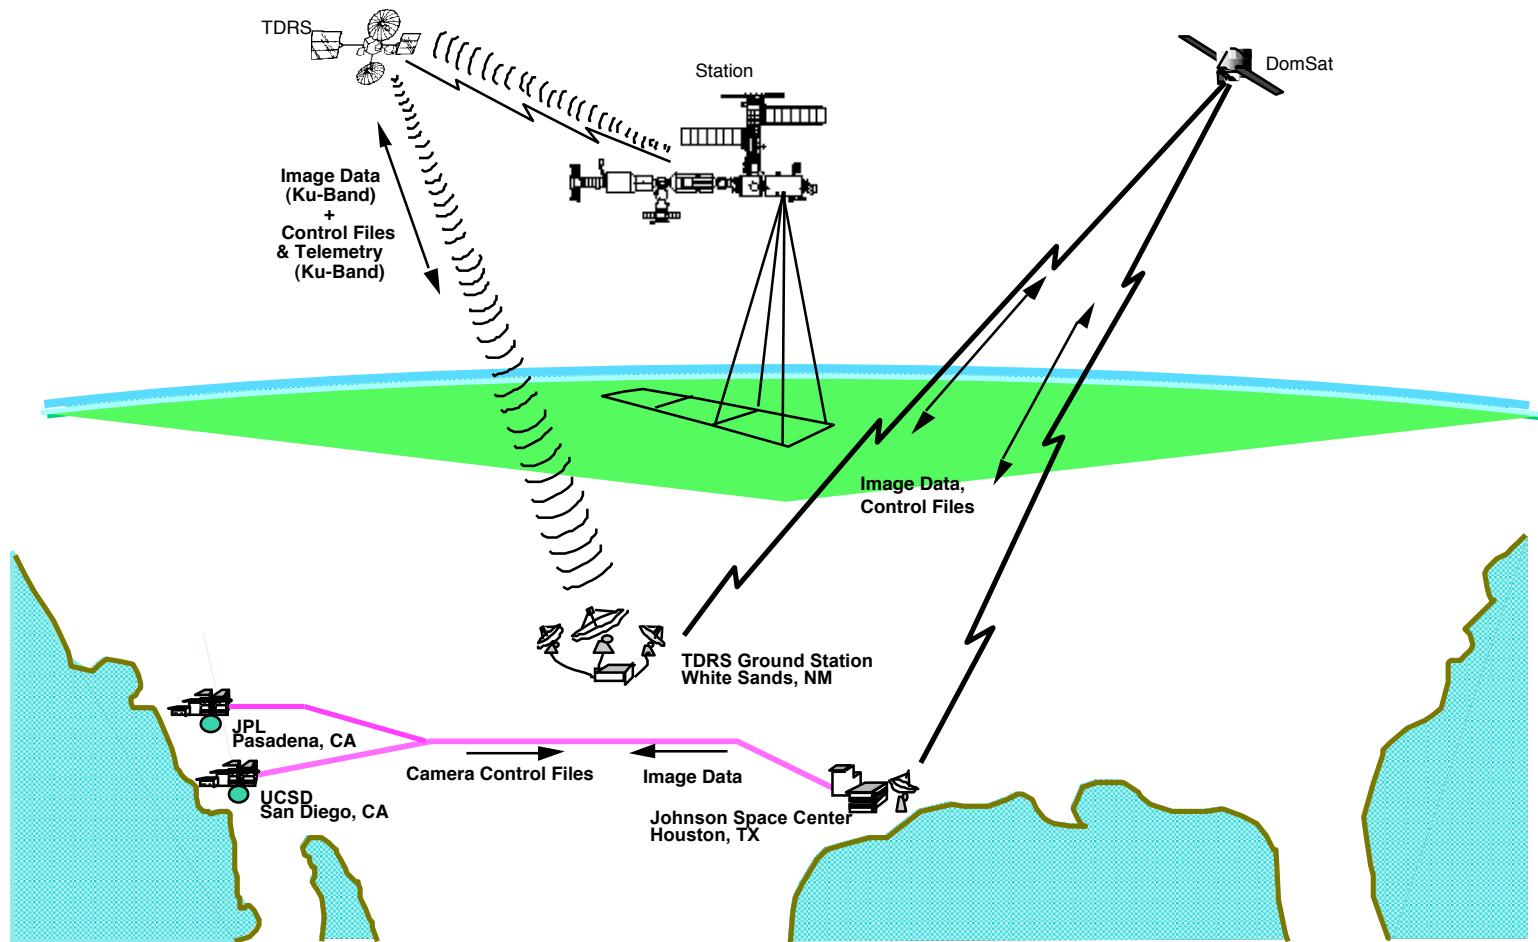 TDRS
Station
DomSat
Image Data
(Ku-Band)
+
Control Files
& Telemetry
(Ku-Band)
Image Data,
Control Files
TDRS Ground Station
White Sands, NM
JPL
Pasadena, CA
Camera Control Files
Image Data
UCSD
San Diego, CA
Johnson Space Center
Houston, TX